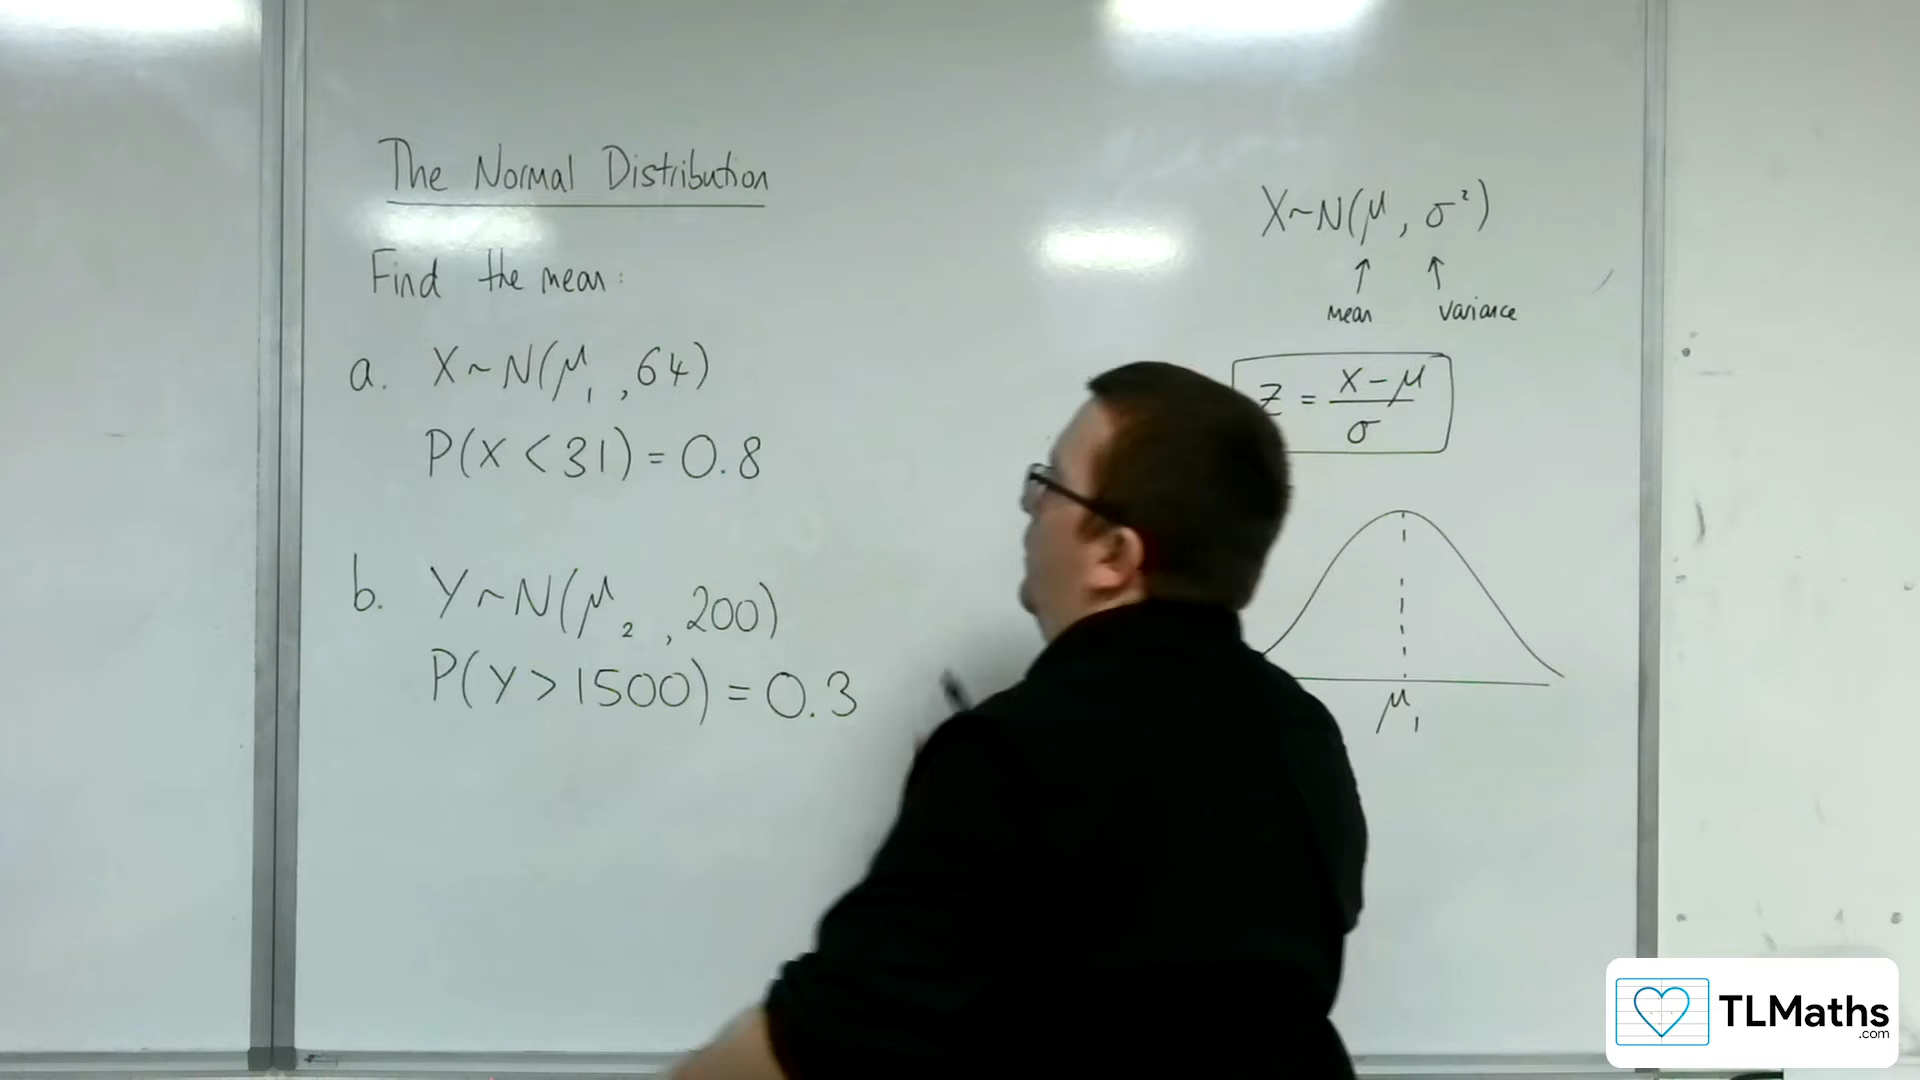 The Normal Distribution
Find the mean:
a. X~N(μ₁, 64)
P(X < 31) = 0.8
b. Y~N(μ₂, 200)
P(Y > 1500) = 0.3
X~N(μ, σ²)
↑ ↑
mean variance
Z = (x-μ)/σ
μ₁
TLMaths
.com